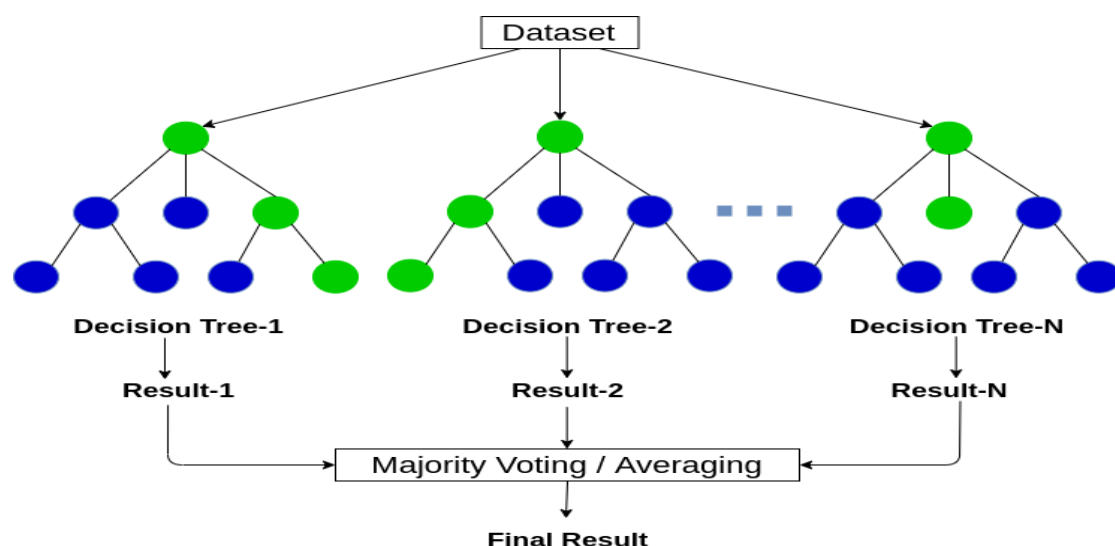 Dataset
Decision Tree-1
Decision Tree-2
Decision Tree-N
Result-1
Result-2
Result-N
Majority Voting / Averaging
Final Result